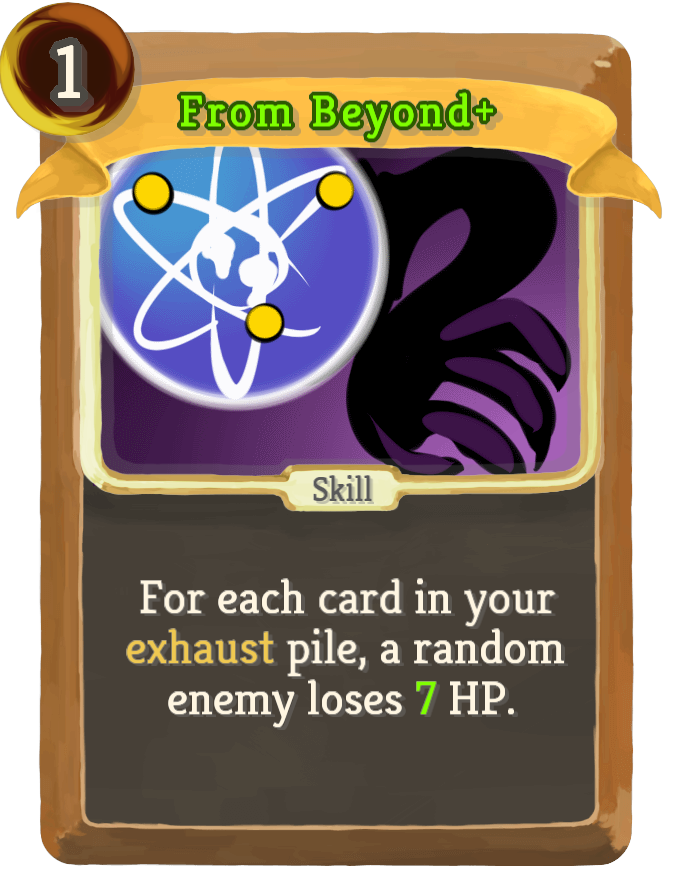 1
From Beyond+
Skill
For each card in your
exhaust pile, a random
enemy loses 7 HP.